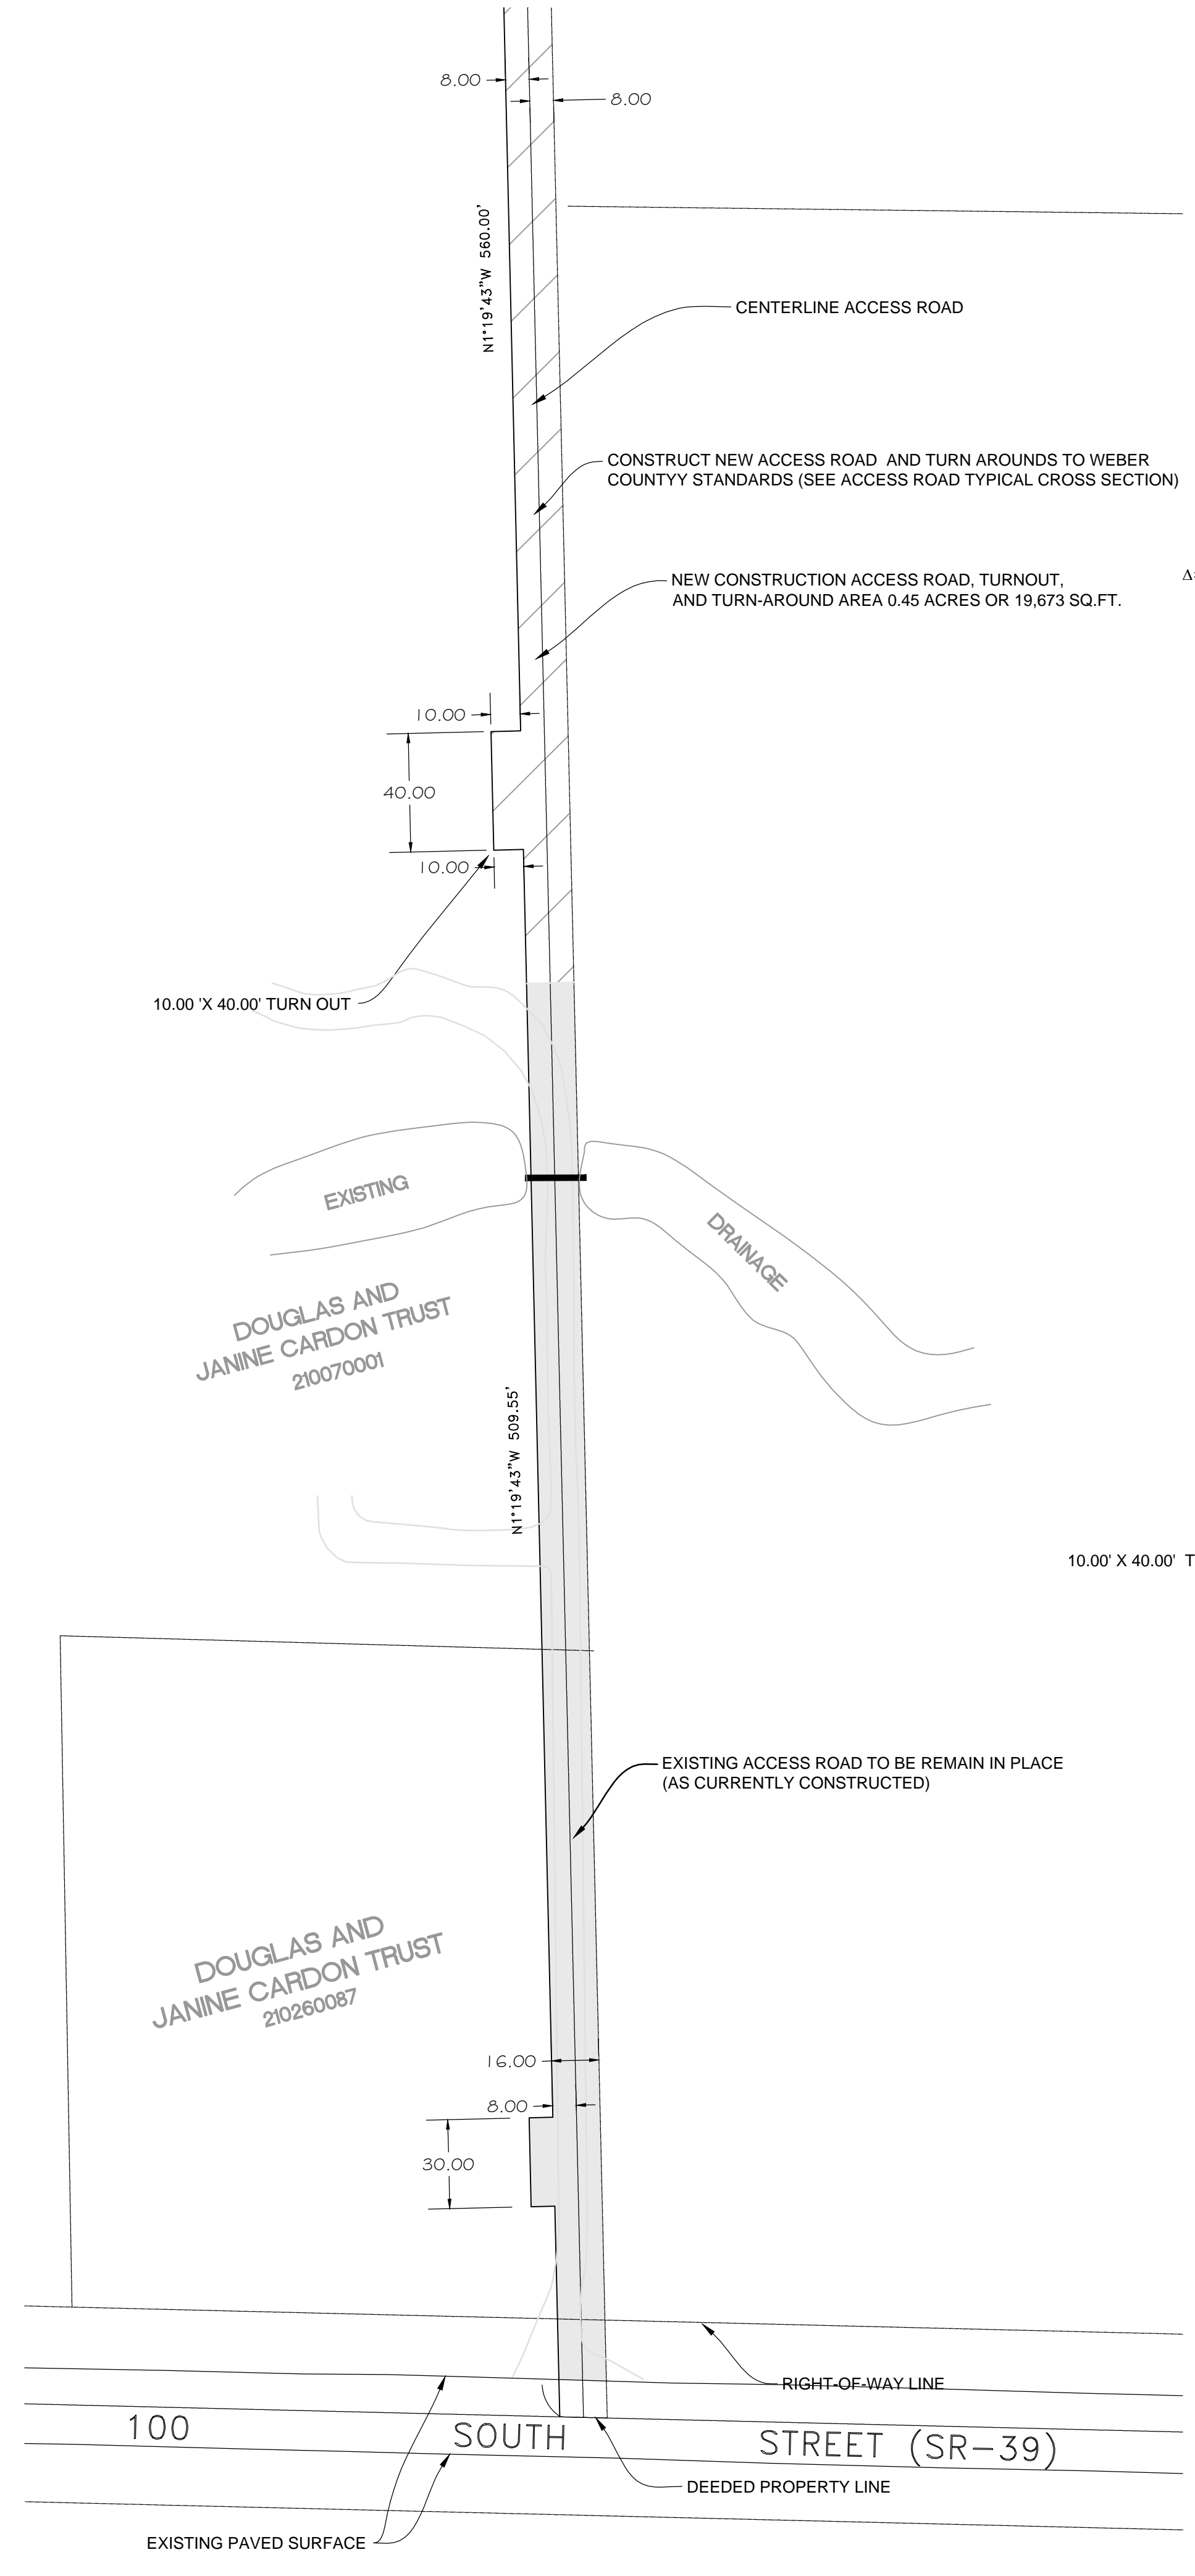 8.00
8.00
N1°19'43"W 560.00'
CENTERLINE ACCESS ROAD
CONSTRUCT NEW ACCESS ROAD AND TURN AROUNDS TO WEBER
COUNTYY STANDARDS (SEE ACCESS ROAD TYPICAL CROSS SECTION)
Δ
NEW CONSTRUCTION ACCESS ROAD, TURNOUT,
AND TURN-AROUND AREA 0.45 ACRES OR 19,673 SQ.FT.
10.00
40.00
10.00
10.00 'X 40.00' TURN OUT
EXISTING
DRAINAGE
DOUGLAS AND
JANINE CARDON TRUST
210070001
N1°19'43"W 509.55'
10.00' X 40.00' T
EXISTING ACCESS ROAD TO BE REMAIN IN PLACE
(AS CURRENTLY CONSTRUCTED)
DOUGLAS AND
JANINE CARDON TRUST
210260087
16.00
8.00
30.00
RIGHT-OF-WAY LINE
100 SOUTH STREET (SR-39)
DEEDED PROPERTY LINE
EXISTING PAVED SURFACE